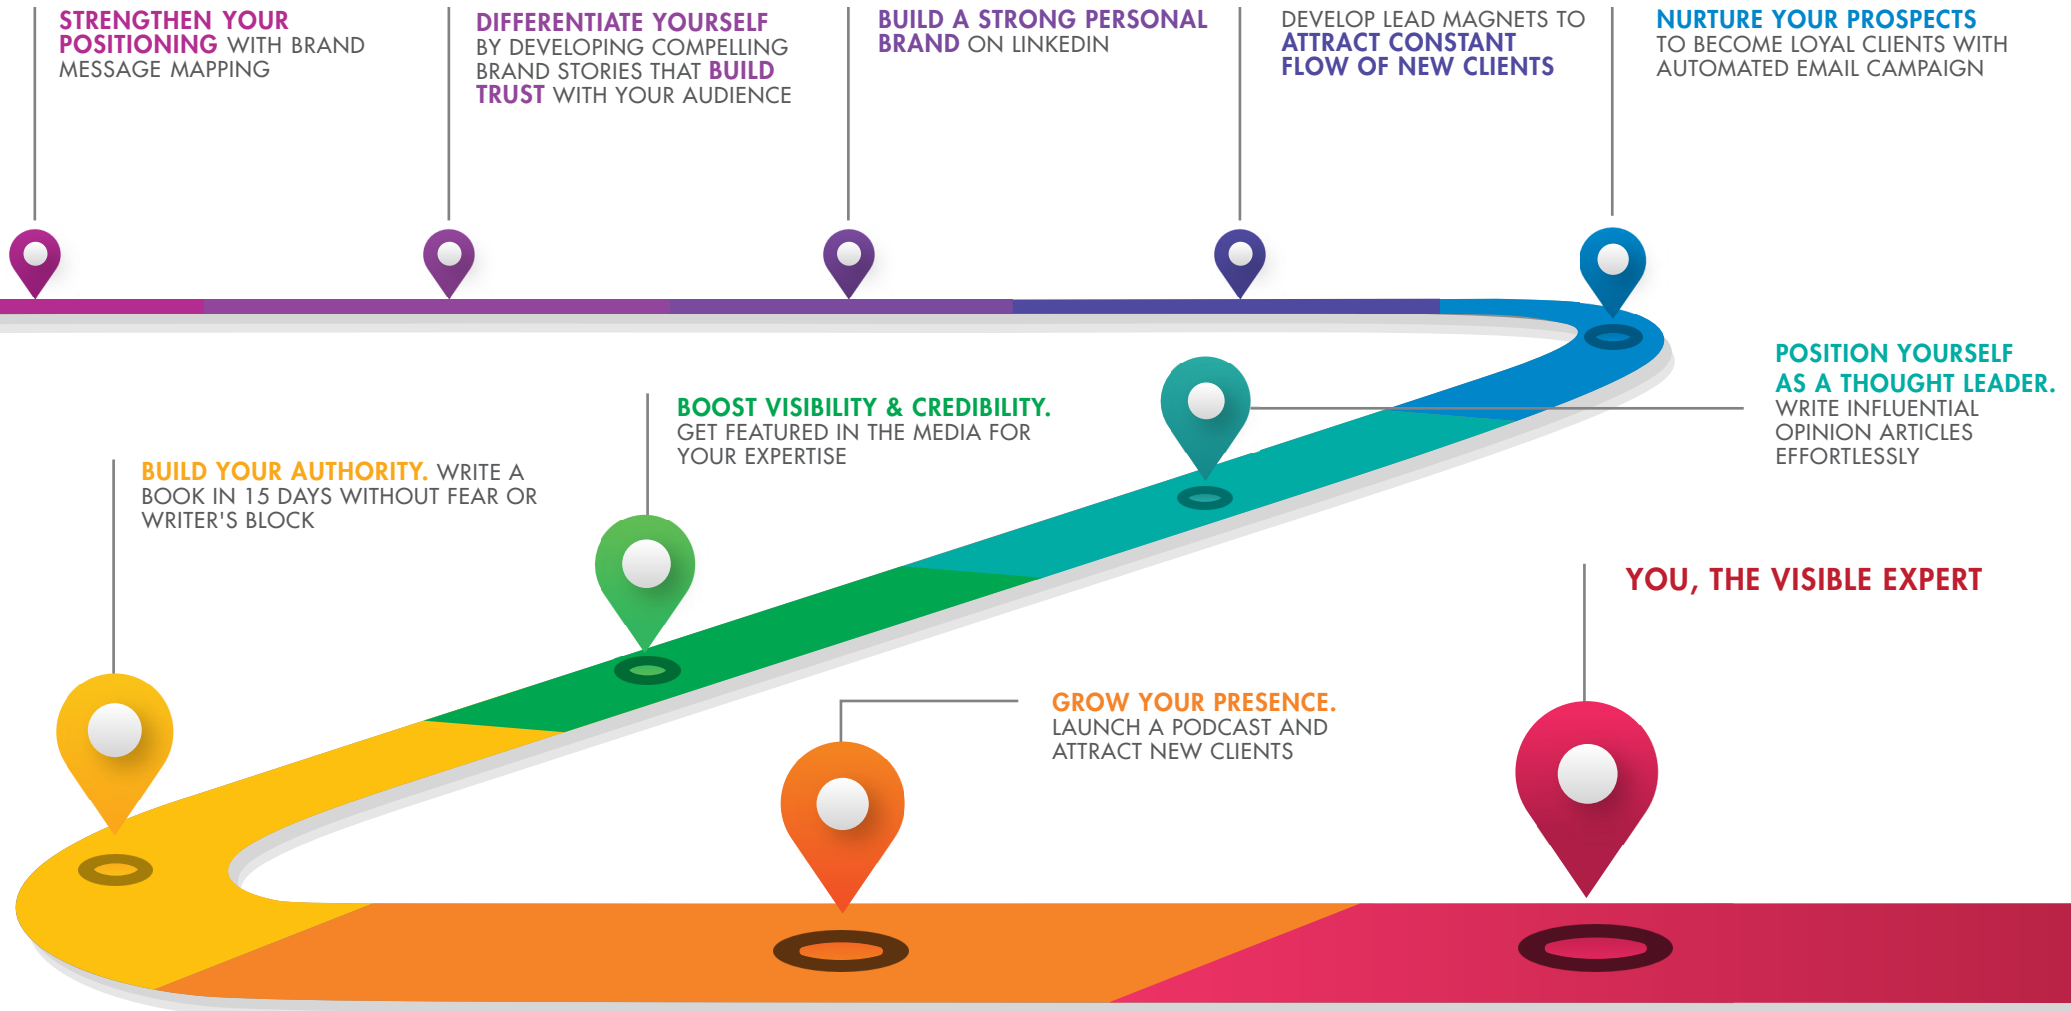 STRENGTHEN YOUR
POSITIONING WITH BRAND
MESSAGE MAPPING
DIFFERENTIATE YOURSELF
BY DEVELOPING COMPELLING
BRAND STORIES THAT BUILD
TRUST WITH YOUR AUDIENCE
BUILD A STRONG PERSONAL
BRAND ON LINKEDIN
DEVELOP LEAD MAGNETS TO
ATTRACT CONSTANT
FLOW OF NEW CLIENTS
NURTURE YOUR PROSPECTS
TO BECOME LOYAL CLIENTS WITH
AUTOMATED EMAIL CAMPAIGN
POSITION YOURSELF
AS A THOUGHT LEADER.
WRITE INFLUENTIAL
OPINION ARTICLES
EFFORTLESSLY
BOOST VISIBILITY & CREDIBILITY.
GET FEATURED IN THE MEDIA FOR
YOUR EXPERTISE
BUILD YOUR AUTHORITY. WRITE A
BOOK IN 15 DAYS WITHOUT FEAR OR
WRITER'S BLOCK
GROW YOUR PRESENCE.
LAUNCH A PODCAST AND
ATTRACT NEW CLIENTS
YOU, THE VISIBLE EXPERT